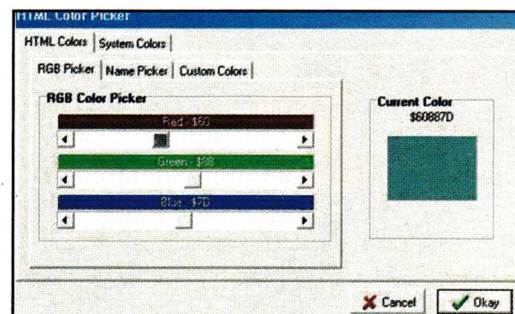 HTML Color Picker
HTML Colors System Colors
RGB Picker Name Picker Custom Colors
RGB Color Picker
Red - $60
Green - $88
Blue - $7D
Current Color
$60887D
Cancel Okay